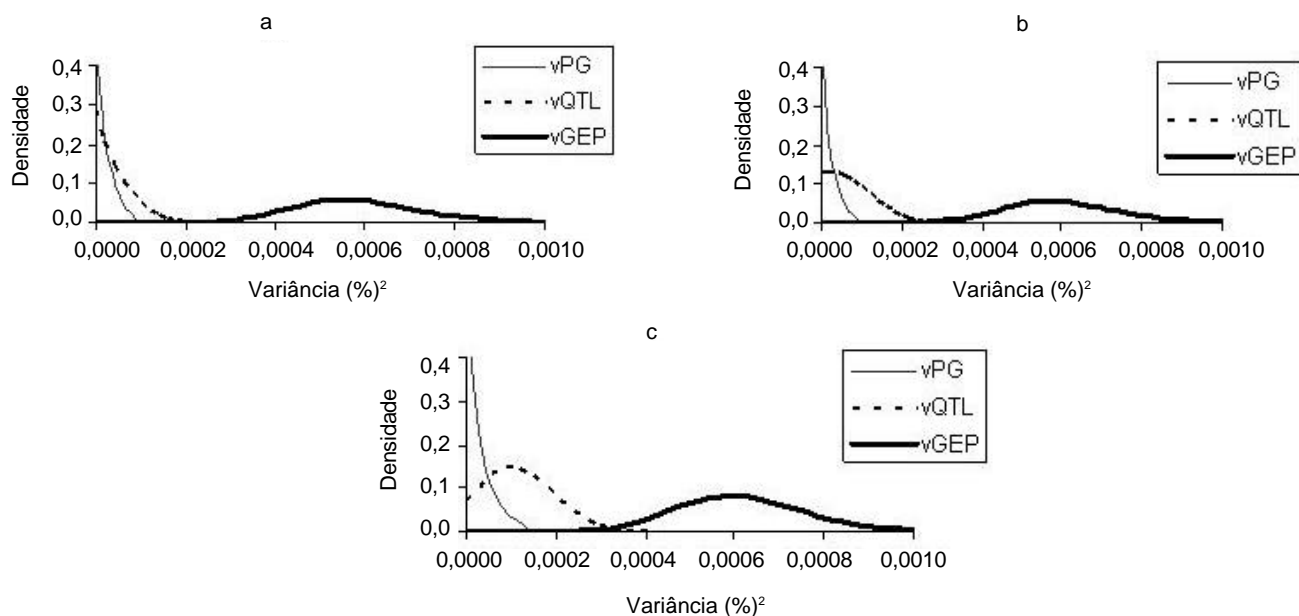 a
Densidade
0,4
0,3
0,2
0,1
0,0
vPG
vQTL
vGEP
0,0000 0,0002 0,0004 0,0006 0,0008 0,0010
Variância (%)²
b
Densidade
0,4
0,3
0,2
0,1
0,0
vPG
vQTL
vGEP
0,0000 0,0002 0,0004 0,0006 0,0008 0,0010
Variância (%)²
c
Densidade
0,4
0,3
0,2
0,1
0,0
vPG
vQTL
vGEP
0,0000 0,0002 0,0004 0,0006 0,0008 0,0010
Variância (%)²